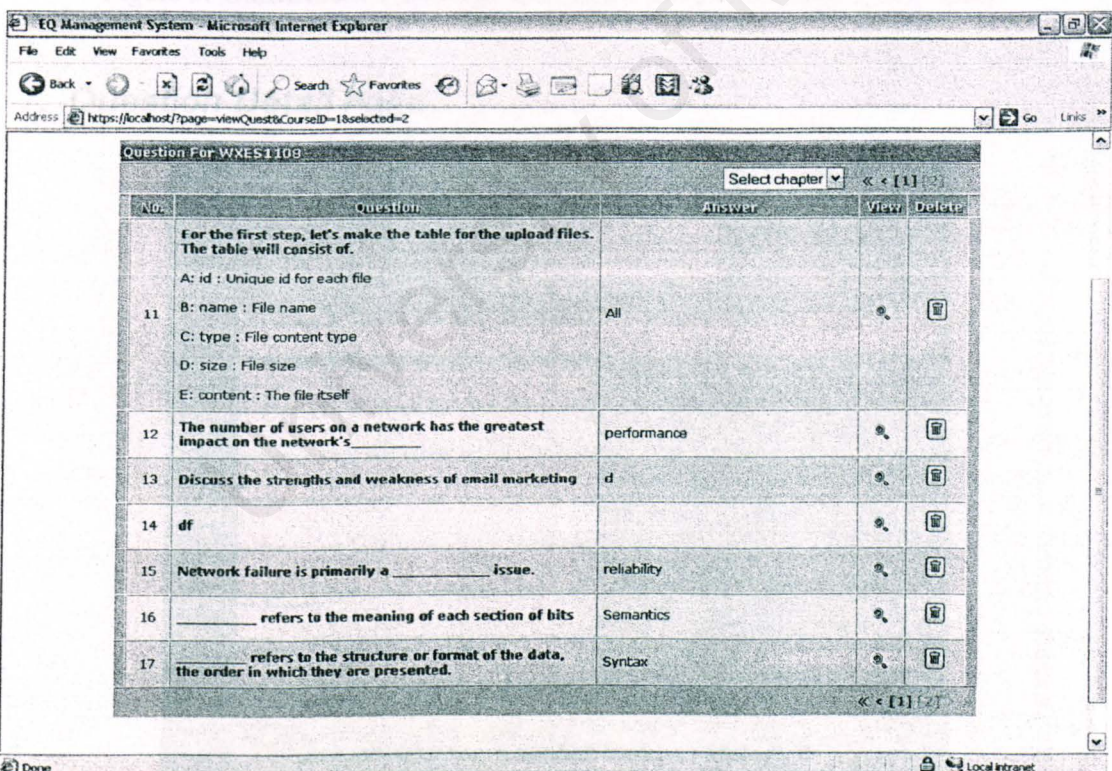 EQ Management System - Microsoft Internet Explorer
File Edit View Favorites Tools Help
Back Search Favorites
Address https://localhost/?page=viewQuest&CourseID=1&selected=2 Go Links »
Question For WXES1108
Select chapter « < [1] [2]
No. Question Answer View Delete
For the first step, let's make the table for the upload files.
The table will consist of.
A: id : Unique id for each file
B: name : File name
11 All
C: type : File content type
D: size : File size
E: content : The file itself
12 The number of users on a network has the greatest
impact on the network's________ performance
13 Discuss the strengths and weakness of email marketing d
14 df
15 Network failure is primarily a ___________ issue. reliability
16 _________ refers to the meaning of each section of bits Semantics
17 ________ refers to the structure or format of the data,
the order in which they are presented. Syntax
« < [1] [2]
Done Local intranet